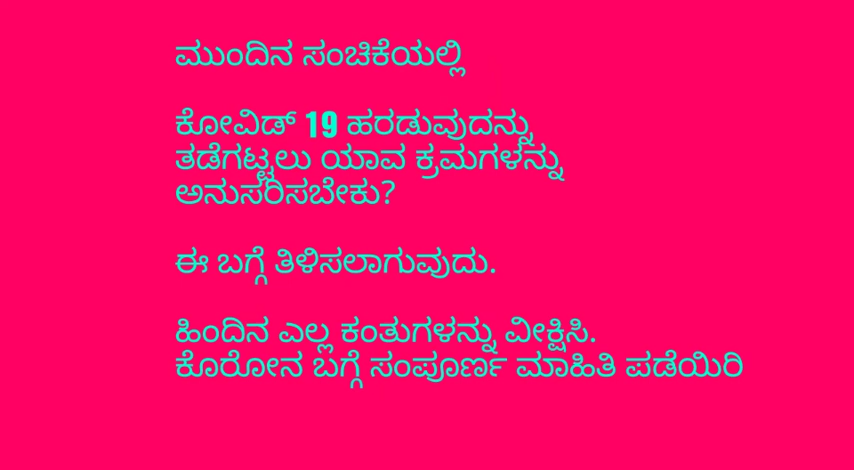 ಮುಂದಿನ ಸಂಚಿಕೆಯಲ್ಲಿ
ಕೋವಿಡ್ 19 ಹರಡುವುದನ್ನು
ತಡೆಗಟ್ಟಲು ಯಾವ ಕ್ರಮಗಳನ್ನು
ಅನುಸರಿಸಬೇಕು?
ಈ ಬಗ್ಗೆ ತಿಳಿಸಲಾಗುವುದು.
ಹಿಂದಿನ ಎಲ್ಲ ಕಂತುಗಳನ್ನು ವೀಕ್ಷಿಸಿ.
ಕೊರೋನ ಬಗ್ಗೆ ಸಂಪೂರ್ಣ ಮಾಹಿತಿ ಪಡೆಯಿರಿ